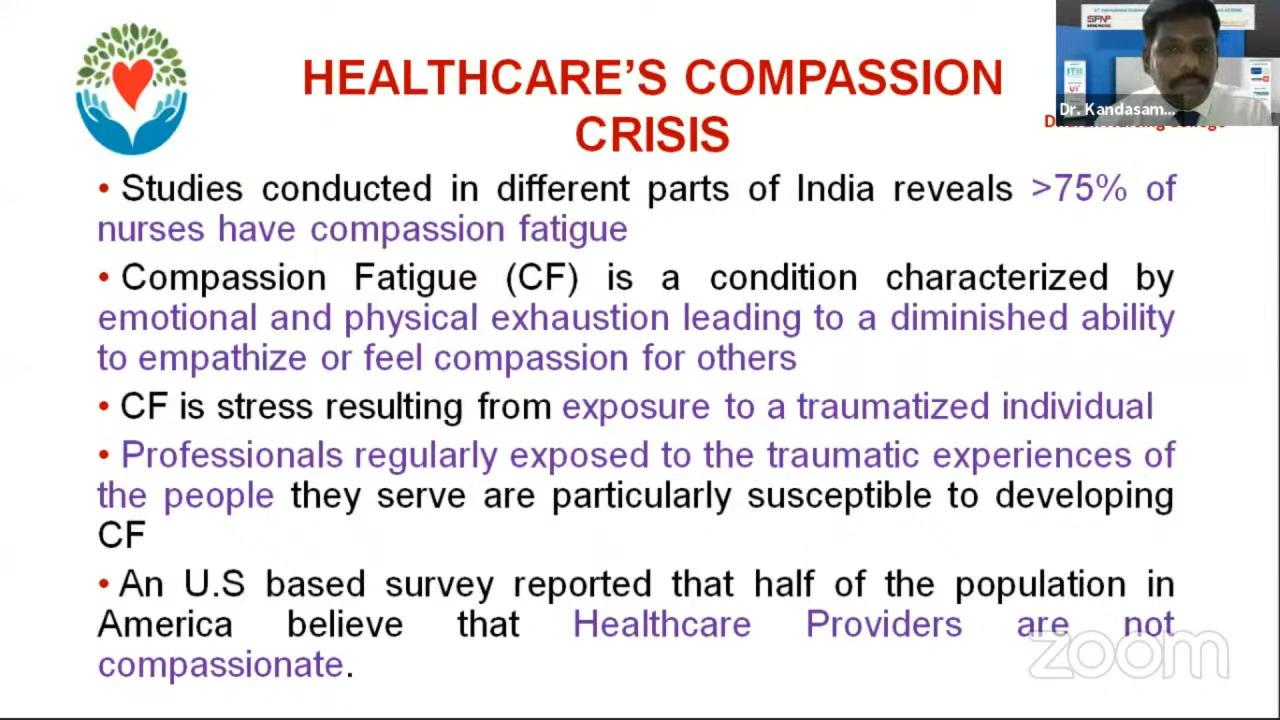 HEALTHCARE'S COMPASSION
CRISIS
Dr. Kandasam...
• Studies conducted in different parts of India reveals >75% of
nurses have compassion fatigue
• Compassion Fatigue (CF) is a condition characterized by
emotional and physical exhaustion leading to a diminished ability
to empathize or feel compassion for others
• CF is stress resulting from exposure to a traumatized individual
• Professionals regularly exposed to the traumatic experiences of
the people they serve are particularly susceptible to developing
CF
• An U.S based survey reported that half of the population in
America believe that Healthcare Providers are not
compassionate.
zoom